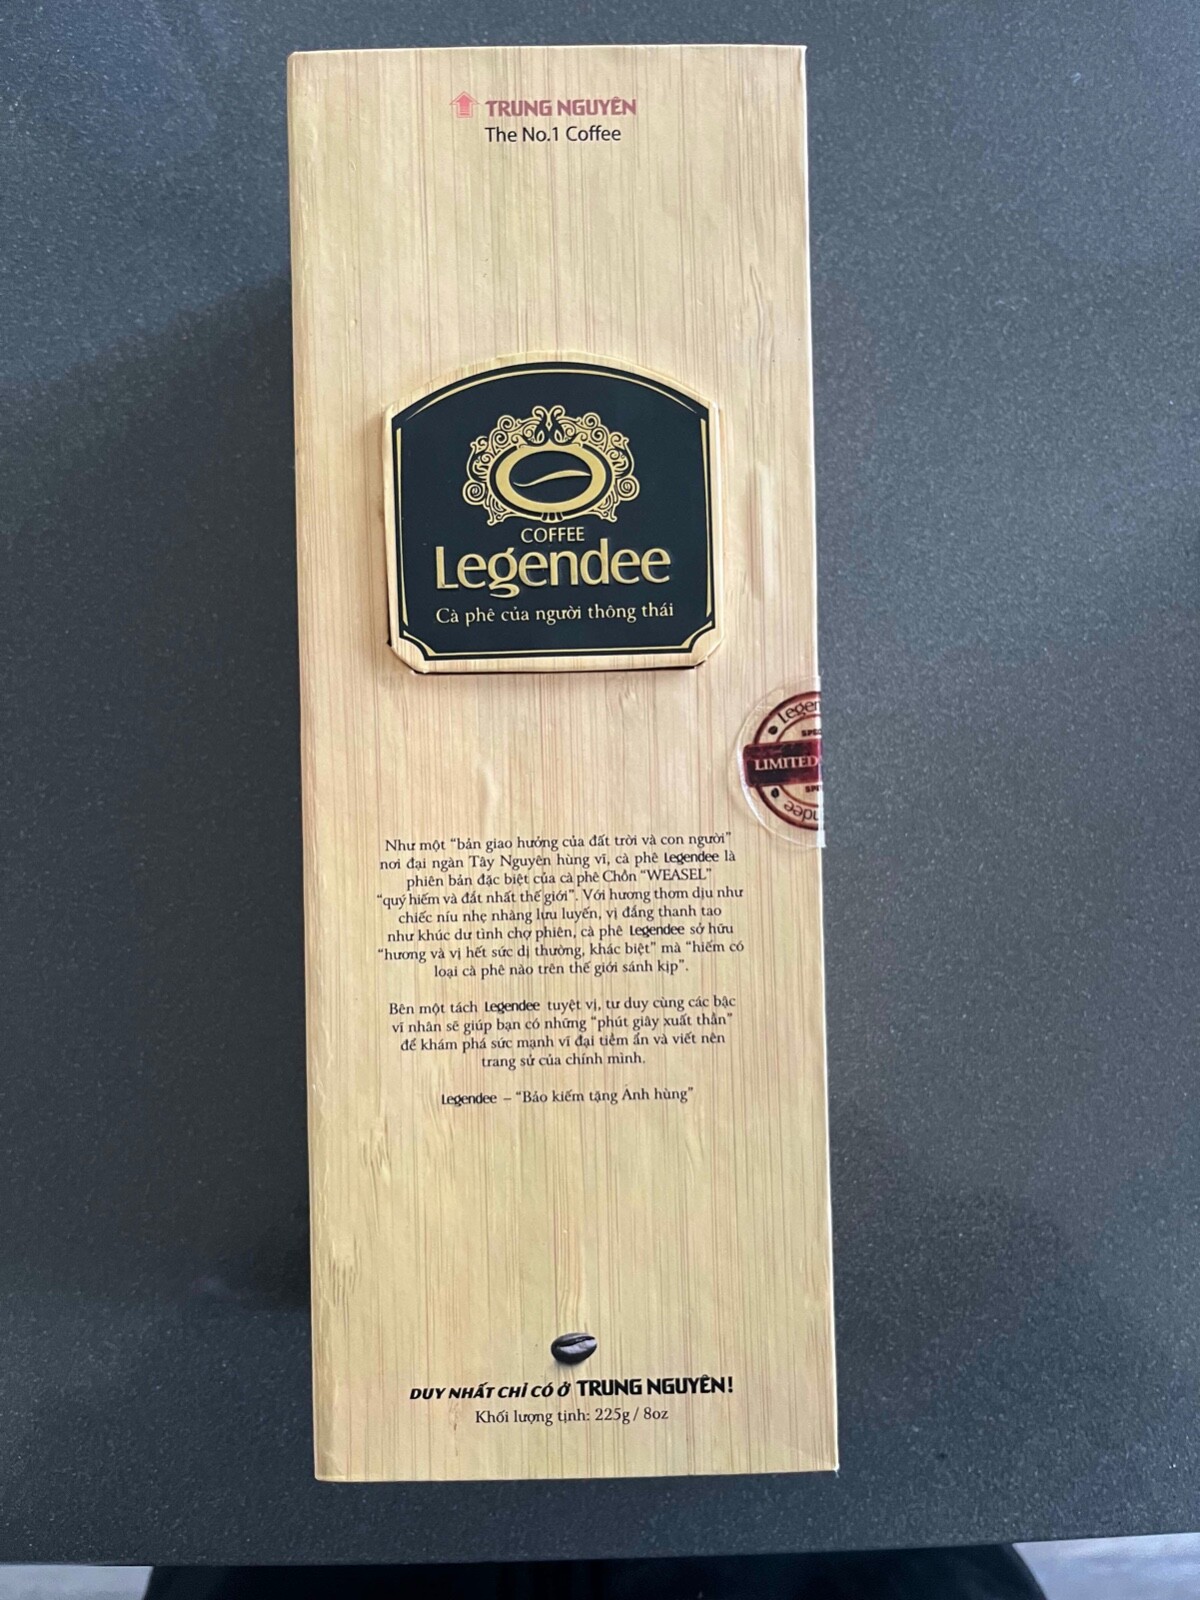 TRUNG NGUYÊN
The No.1 Coffee
COFFEE
Legendee
Cà phê của người thông thái
LIMITED
Như một “bản giao hưởng của đất trời và con người”
nơi đại ngàn Tây Nguyên hùng vĩ, cà phê Legendee là
phiên bản đặc biệt của cà phê Chồn “WEASEL”
“quý hiếm và đắt nhất thế giới”. Với hương thơm dịu như
chiếc níu nhẹ nhàng lưu luyến, vị đắng thanh tao
như khúc dư tình chợ phiên, cà phê Legendee sở hữu
“hương và vị hết sức dị thường, khác biệt” mà “hiếm có
loại cà phê nào trên thế giới sánh kịp”.
Bên một tách Legendee tuyệt vị, tư duy cùng các bậc
vĩ nhân sẽ giúp bạn có những “phút giây xuất thần”
để khám phá sức mạnh vĩ đại tiềm ẩn và viết nên
trang sử của chính mình.
Legendee – “Bảo kiếm tặng Anh hùng”
DUY NHẤT CHỈ CÓ Ở TRUNG NGUYÊN!
Khối lượng tịnh: 225g / 8oz